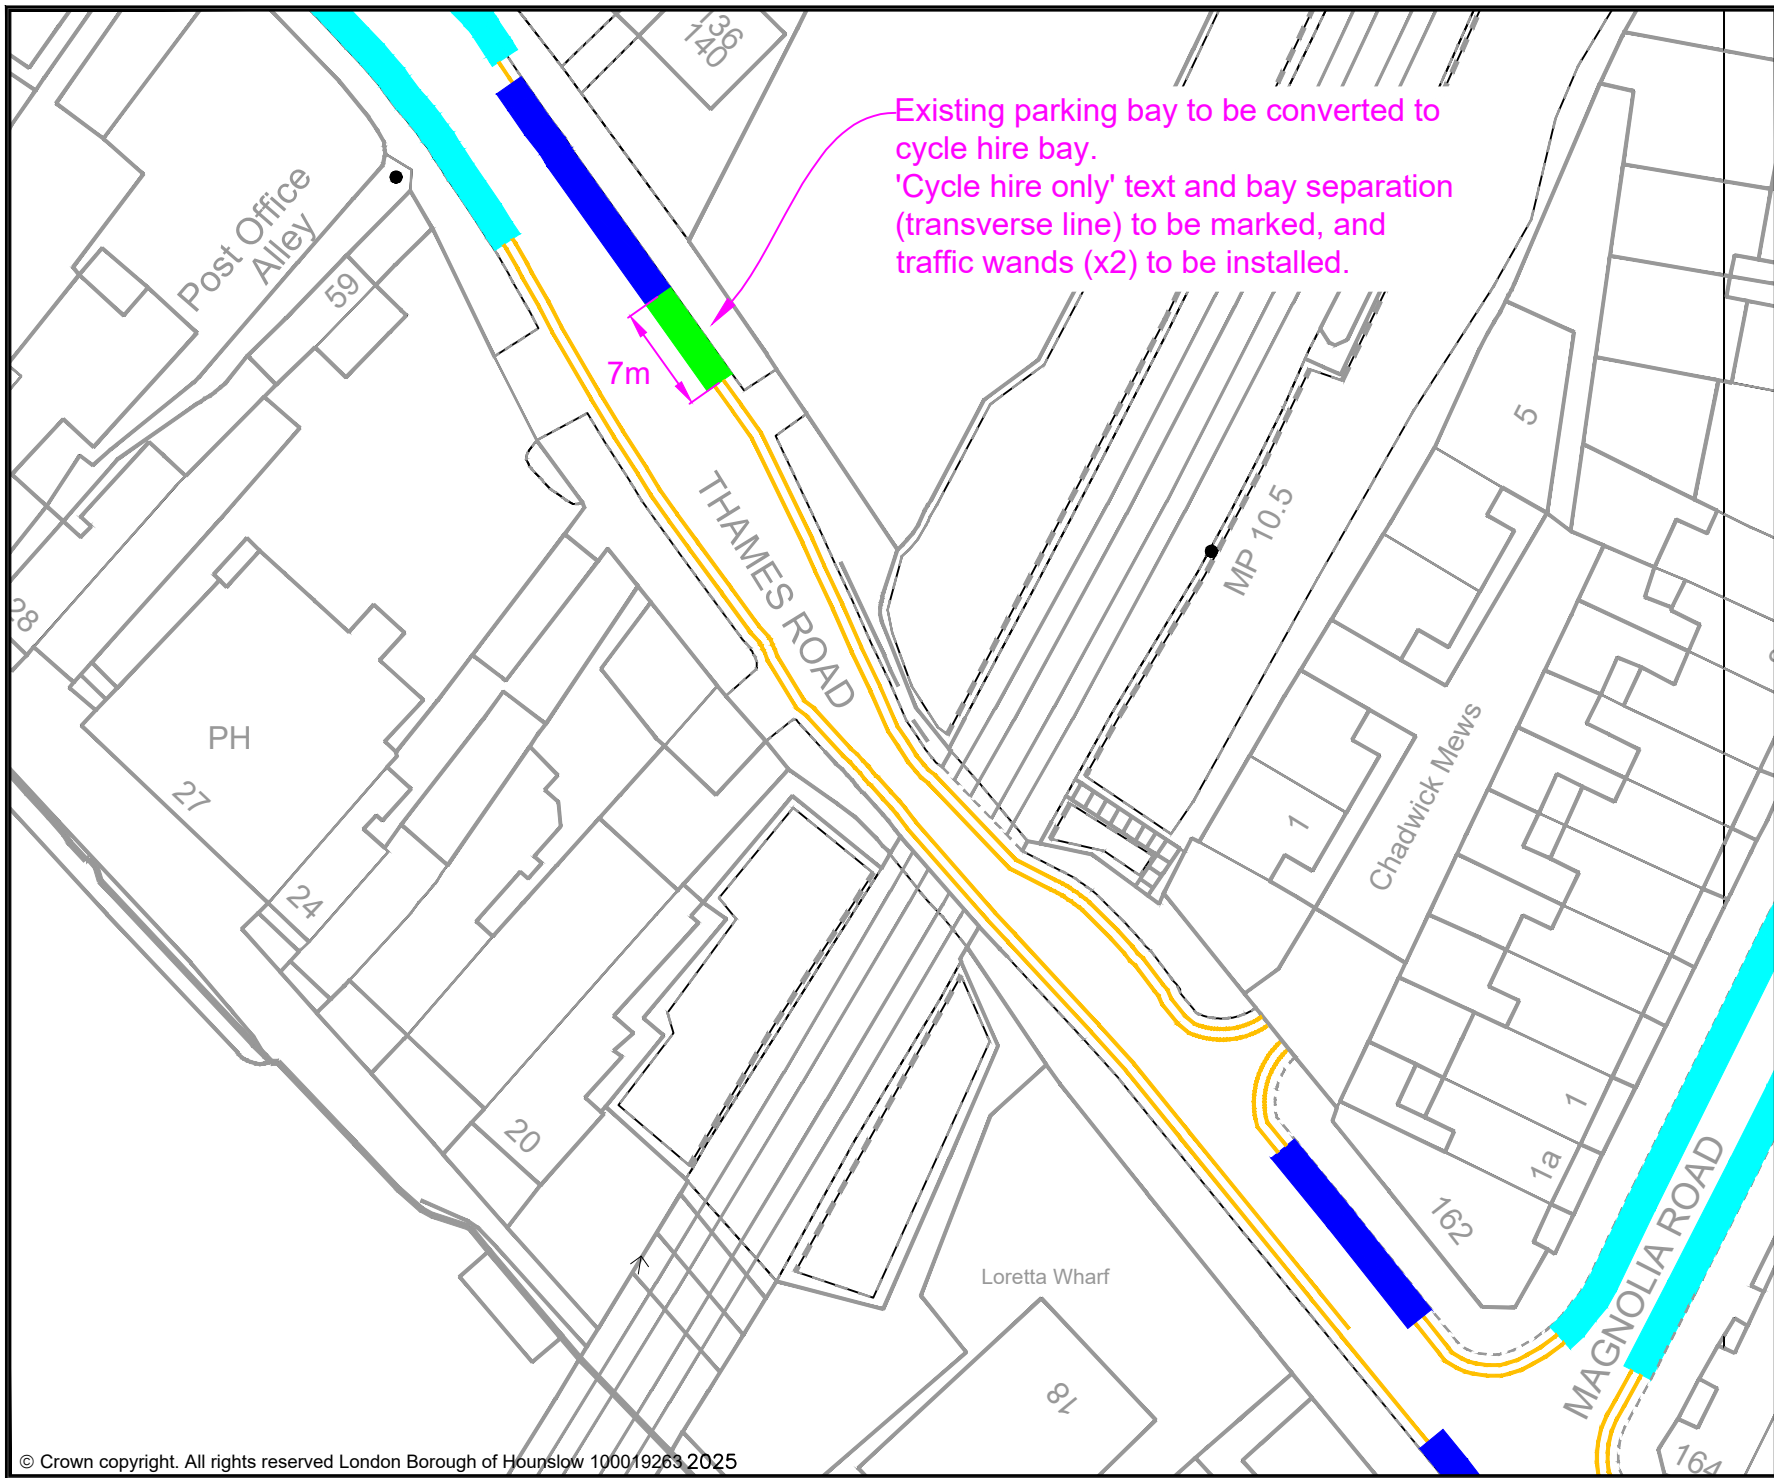 136
140
Existing parking bay to be converted to
cycle hire bay.
'Cycle hire only' text and bay separation
(transverse line) to be marked, and
traffic wands (x2) to be installed.
Post Office
Alley
59
7m
5
THAMES ROAD
MP 10.5
28
PH
27
Chadwick Mews
1
24
20
1
1a
162
MAGNOLIA ROAD
Loretta Wharf
18
164
© Crown copyright. All rights reserved London Borough of Hounslow 100019263 2025